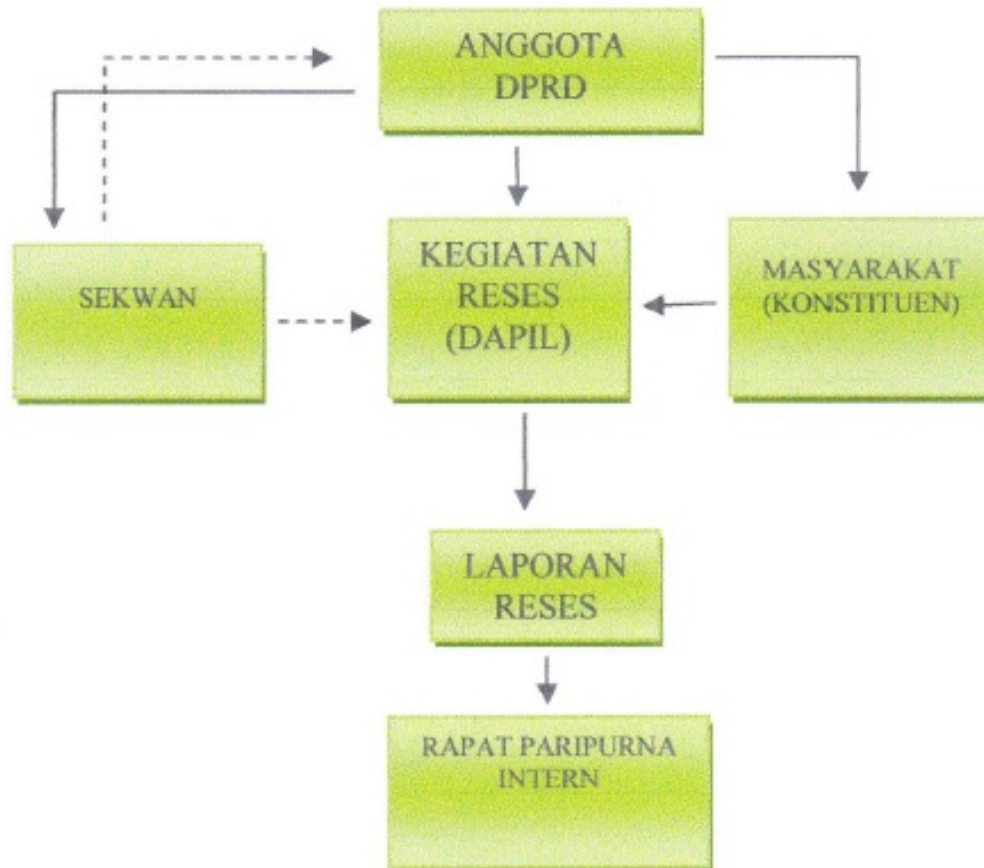 ANGGOTA
DPRD
SEKWAN
KEGIATAN
RESES
(DAPIL)
MASYARAKAT
(KONSTITUEN)
LAPORAN
RESES
RAPAT PARIPURNA
INTERN